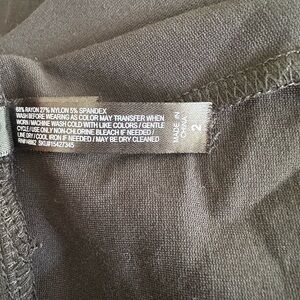 68% RAYON 27% NYLON 5% SPANDEX
WASH BEFORE WEARING AS COLOR MAY TRANSFER WHEN
WORN / MACHINE WASH COLD WITH LIKE COLORS / GENTLE
CYCLE / USE ONLY NON-CHLORINE BLEACH IF NEEDED /
LINE DRY / COOL IRON IF NEEDED / MAY BE DRY CLEANED
SKU#15427345
MADE IN
CHINA
2